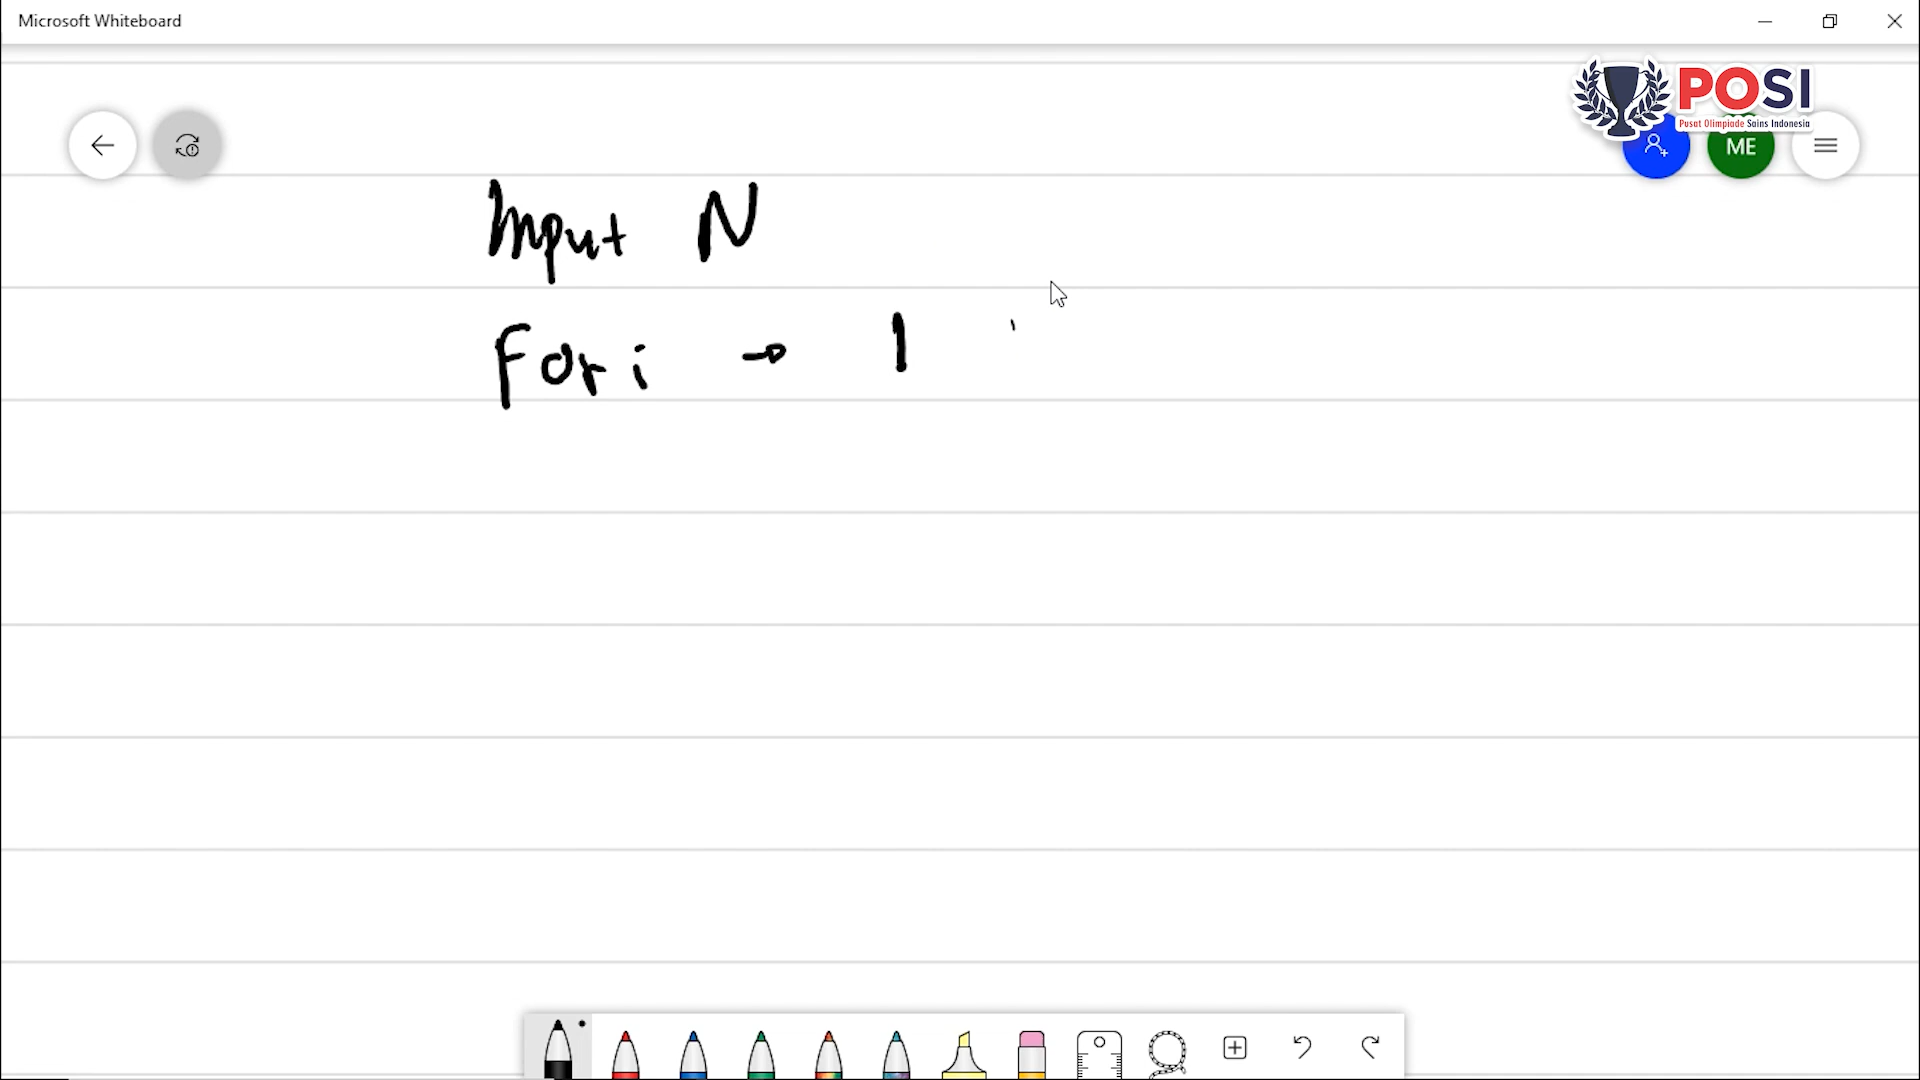 Microsoft Whiteboard
POSI
Pusat Olimpiade Sains Indonesia
ME
Input N
For i → 1